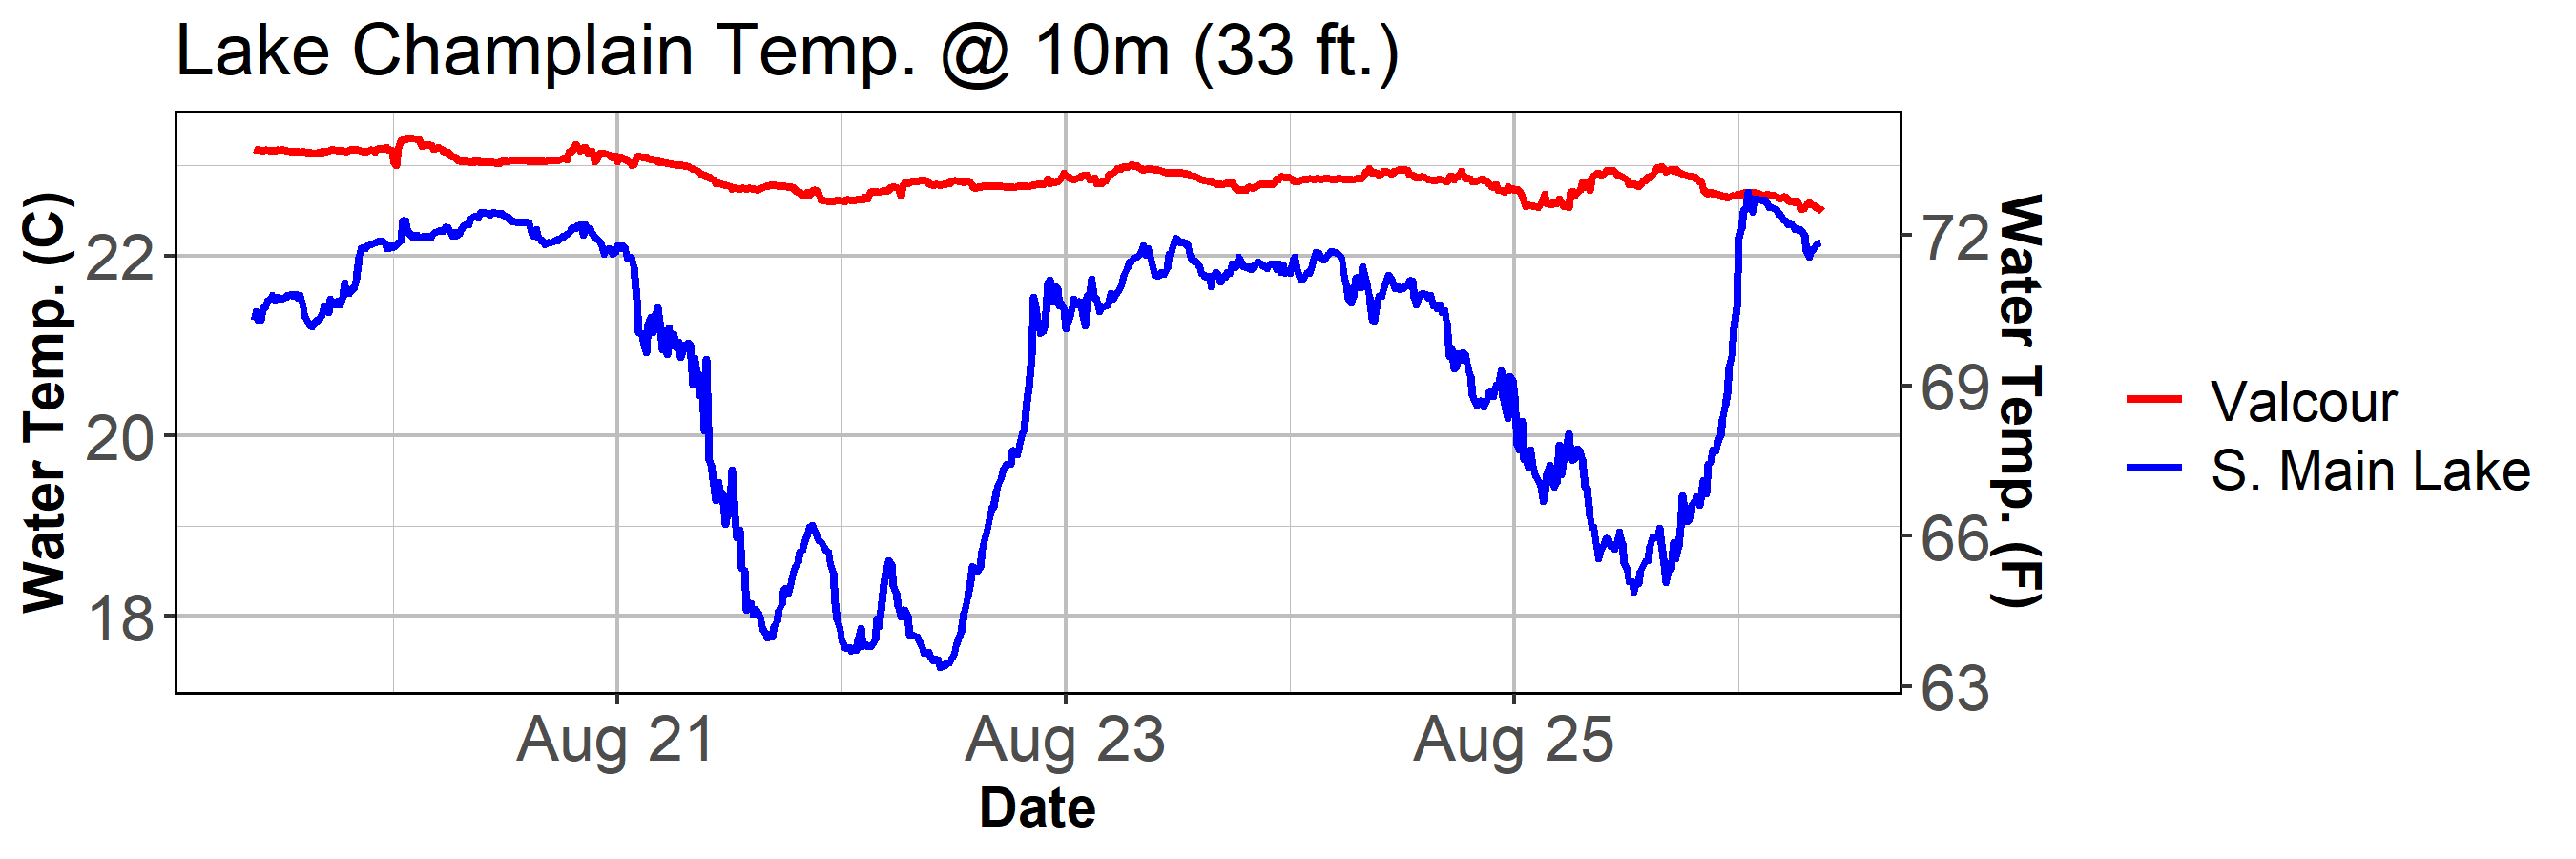 Lake Champlain Temp. @ 10m (33 ft.)
Water Temp. (C)
22
20
18
72
69
66
63
Water Temp. (F)
Aug 21
Aug 23
Aug 25
Date
Valcour
S. Main Lake